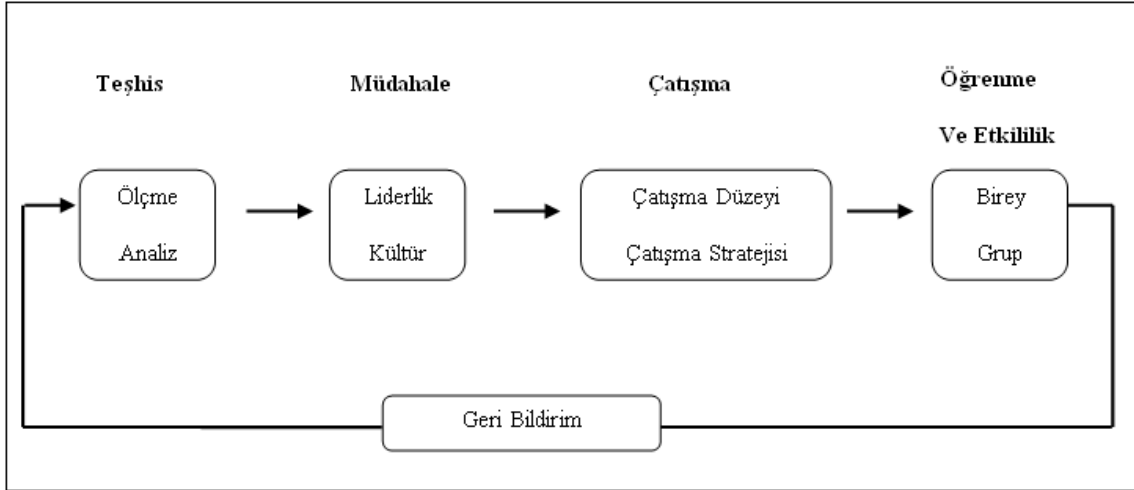 Teşhis
Müdahale
Çatışma
Öğrenme
Ve Etkililik
Ölçme
Analiz
Liderlik
Kültür
Çatışma Düzeyi
Çatışma Stratejisi
Birey
Grup
Geri Bildirim